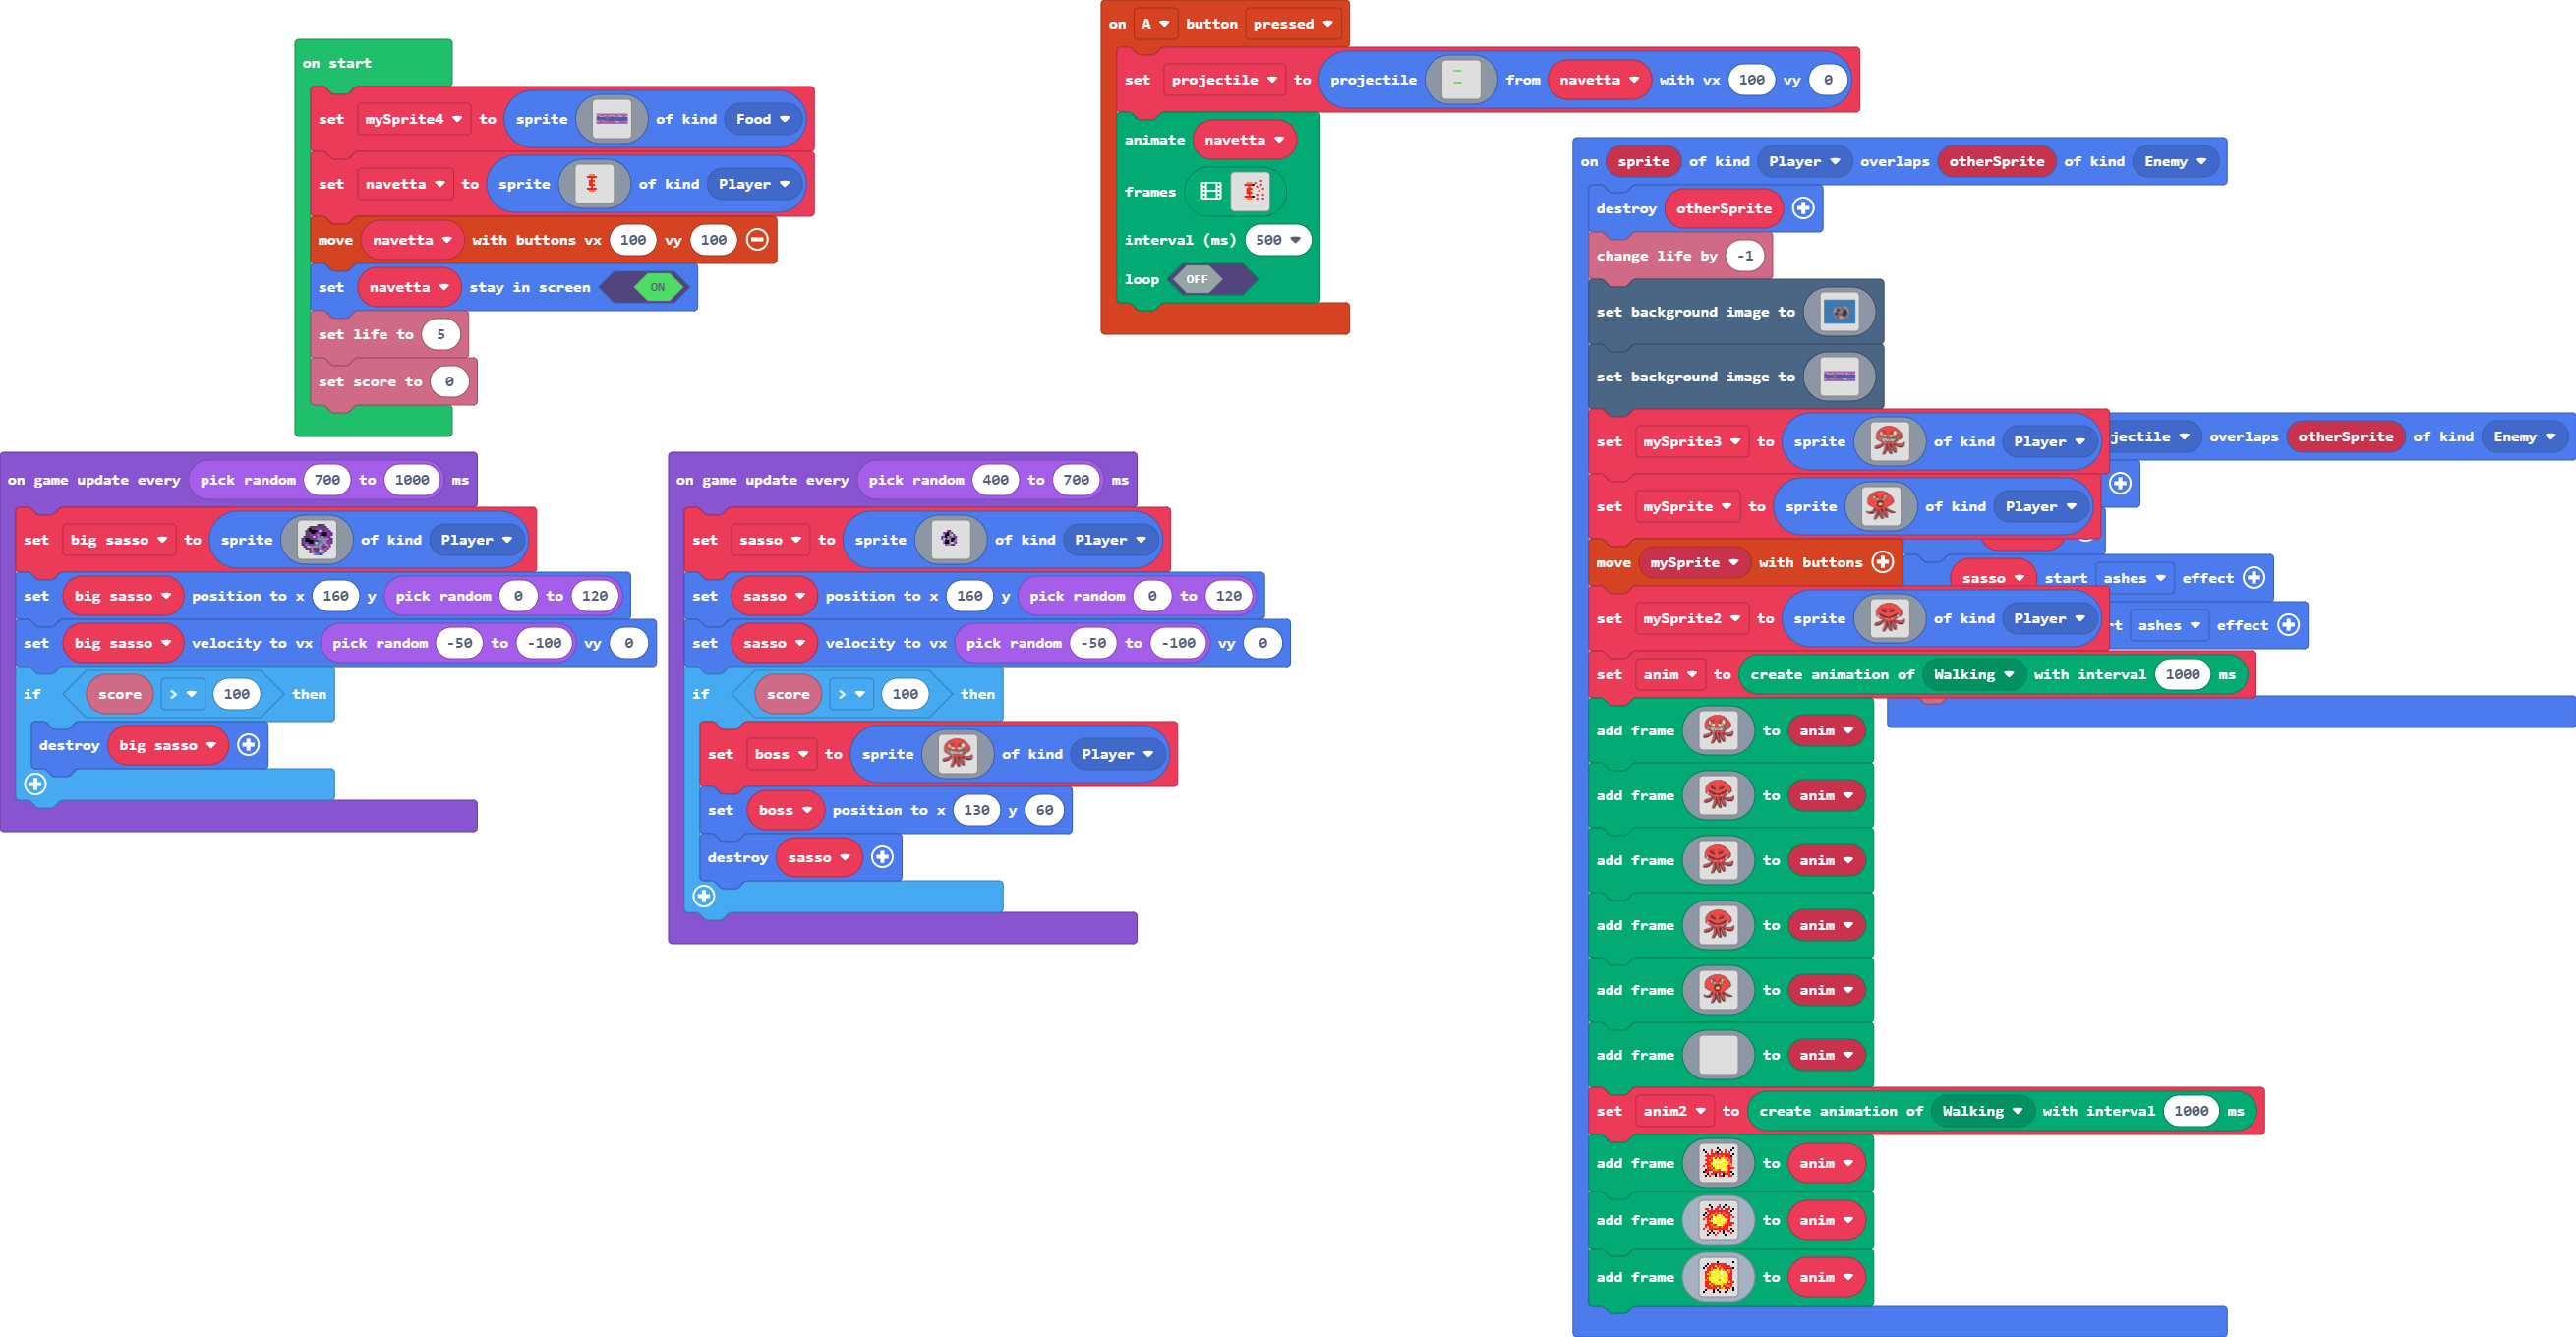 on start
set mySprite4 to sprite of kind Food
set navetta to sprite of kind Player
move navetta with buttons vx 100 vy 100
set navetta stay in screen ON
set life to 5
set score to 0
on A button pressed
set projectile to projectile from navetta with vx 100 vy 0
animate navetta
frames
interval (ms) 500
loop OFF
on game update every pick random 700 to 1000 ms
set big sasso to sprite of kind Player
set big sasso position to x 160 y pick random 0 to 120
set big sasso velocity to vx pick random -50 to -100 vy 0
if score > 100 then
destroy big sasso
on game update every pick random 400 to 700 ms
set sasso to sprite of kind Player
set sasso position to x 160 y pick random 0 to 120
set sasso velocity to vx pick random -50 to -100 vy 0
if score > 100 then
set boss to sprite of kind Player
set boss position to x 130 y 60
destroy sasso
on sprite of kind Player overlaps otherSprite of kind Enemy
destroy otherSprite
change life by -1
set background image to
set background image to
set mySprite3 to sprite of kind Player
set mySprite to sprite of kind Player
move mySprite with buttons
set mySprite2 to sprite of kind Player
set anim to create animation of Walking with interval 1000 ms
add frame to anim
add frame to anim
add frame to anim
add frame to anim
add frame to anim
add frame to anim
set anim2 to create animation of Walking with interval 1000 ms
add frame to anim
add frame to anim
add frame to anim
jectile overlaps otherSprite of kind Enemy
sasso start ashes effect
t ashes effect